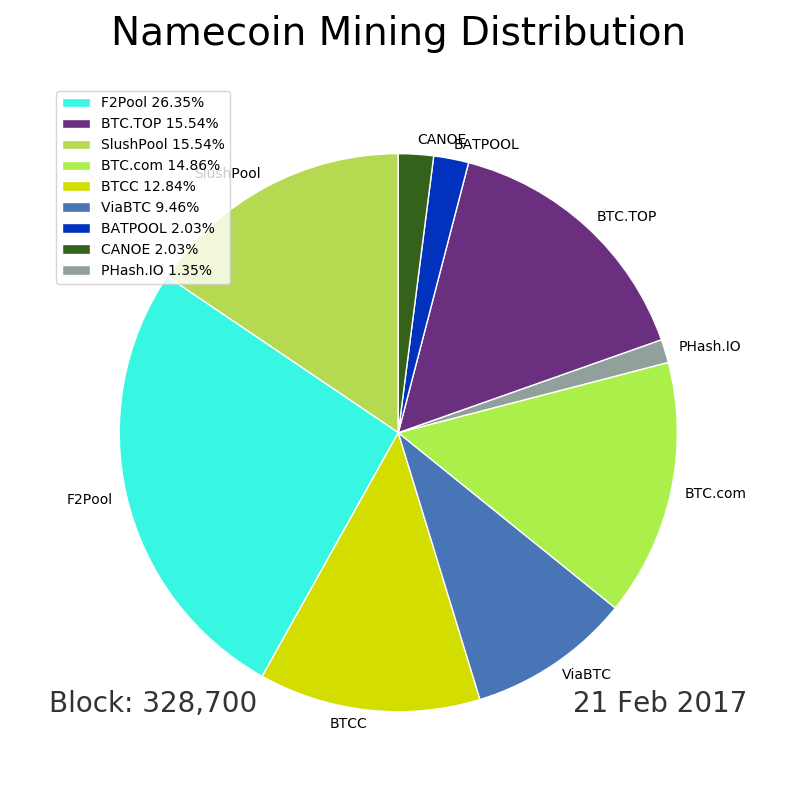 Namecoin Mining Distribution
F2Pool 26.35%
BTC.TOP 15.54%
SlushPool 15.54%
BTC.com 14.86%
BTCC 12.84%
ViaBTC 9.46%
BATPOOL 2.03%
CANOE 2.03%
PHash.IO 1.35%
CANOE
BATPOOL
SlushPool
BTC.TOP
PHash.IO
F2Pool
BTC.com
ViaBTC
Block: 328,700
21 Feb 2017
BTCC